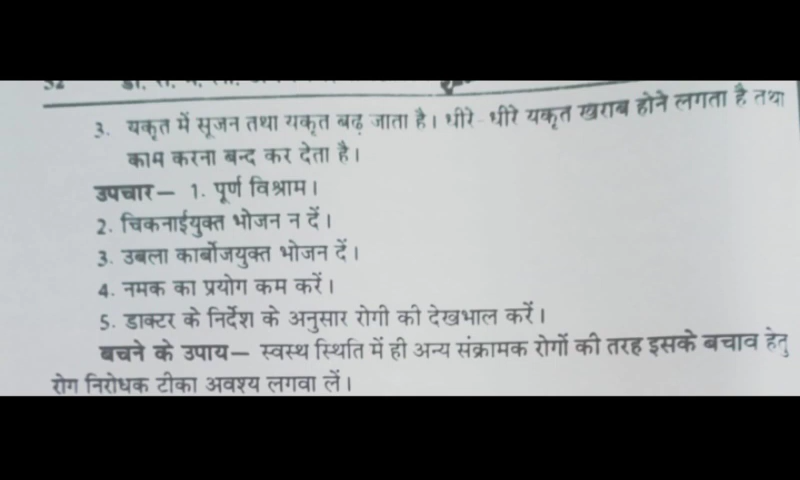 3. यकृत में सूजन तथा यकृत बढ़ जाता है। धीरे-धीरे यकृत खराब होने लगता है तथा
काम करना बन्द कर देता है।
उपचार— 1. पूर्ण विश्राम।
2. चिकनाईयुक्त भोजन न दें।
3. उबला कार्बोजयुक्त भोजन दें।
4. नमक का प्रयोग कम करें।
5. डाक्टर के निर्देश के अनुसार रोगी की देखभाल करें।
बचने के उपाय— स्वस्थ स्थिति में ही अन्य संक्रामक रोगों की तरह इसके बचाव हेतु
रोग निरोधक टीका अवश्य लगवा लें।